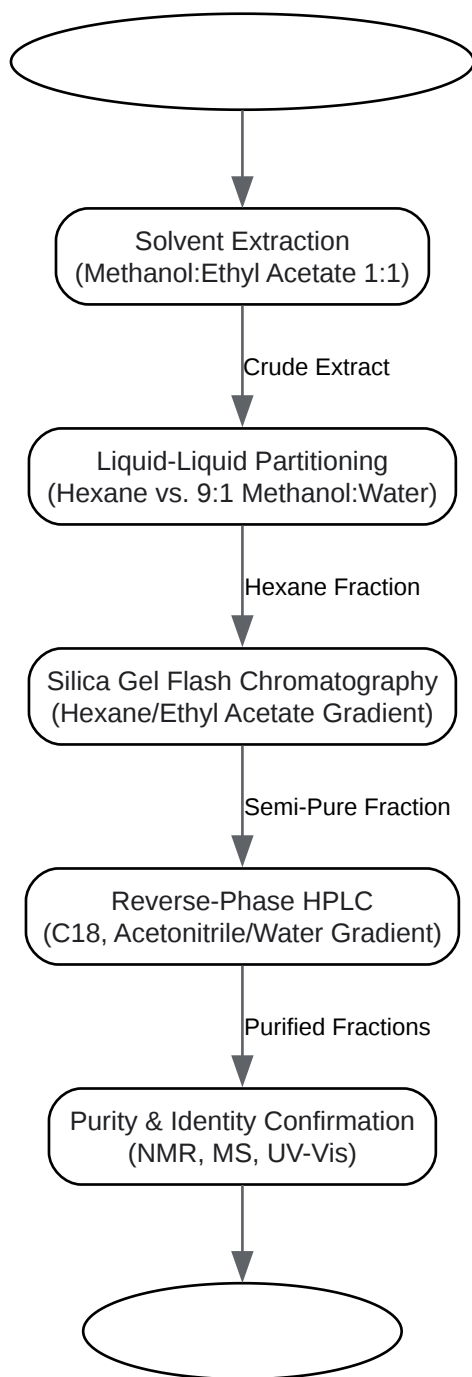 Solvent Extraction
(Methanol:Ethyl Acetate 1:1)
Crude Extract
Liquid-Liquid Partitioning
(Hexane vs. 9:1 Methanol:Water)
Hexane Fraction
Silica Gel Flash Chromatography
(Hexane/Ethyl Acetate Gradient)
Semi-Pure Fraction
Reverse-Phase HPLC
(C18, Acetonitrile/Water Gradient)
Purified Fractions
Purity & Identity Confirmation
(NMR, MS, UV-Vis)